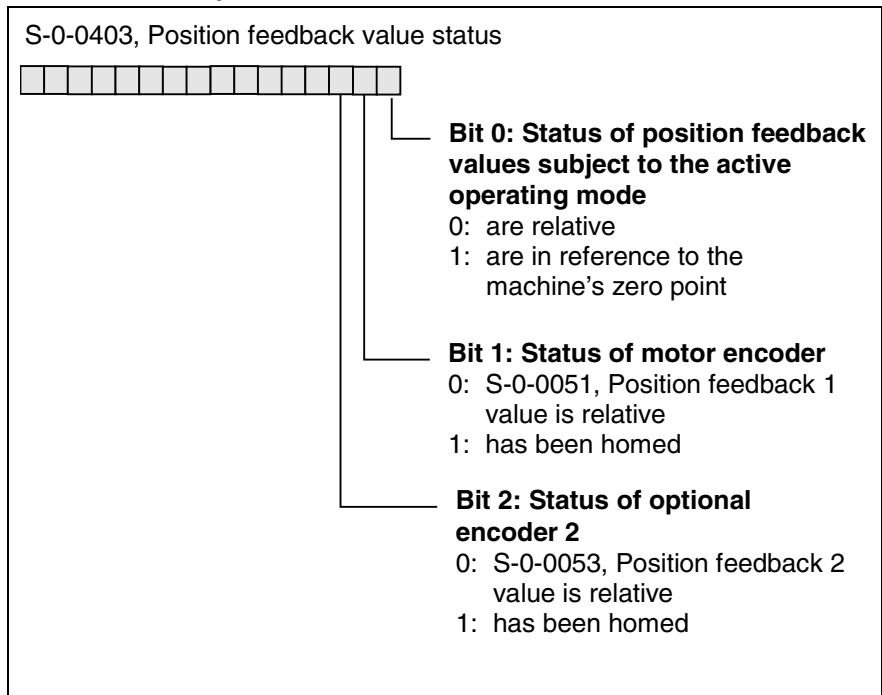 S-0-0403, Position feedback value status
Bit 0: Status of position feedback
values subject to the active
operating mode
0: are relative
1: are in reference to the
machine's zero point
Bit 1: Status of motor encoder
0: S-0-0051, Position feedback 1
value is relative
1: has been homed
Bit 2: Status of optional
encoder 2
0: S-0-0053, Position feedback 2
value is relative
1: has been homed